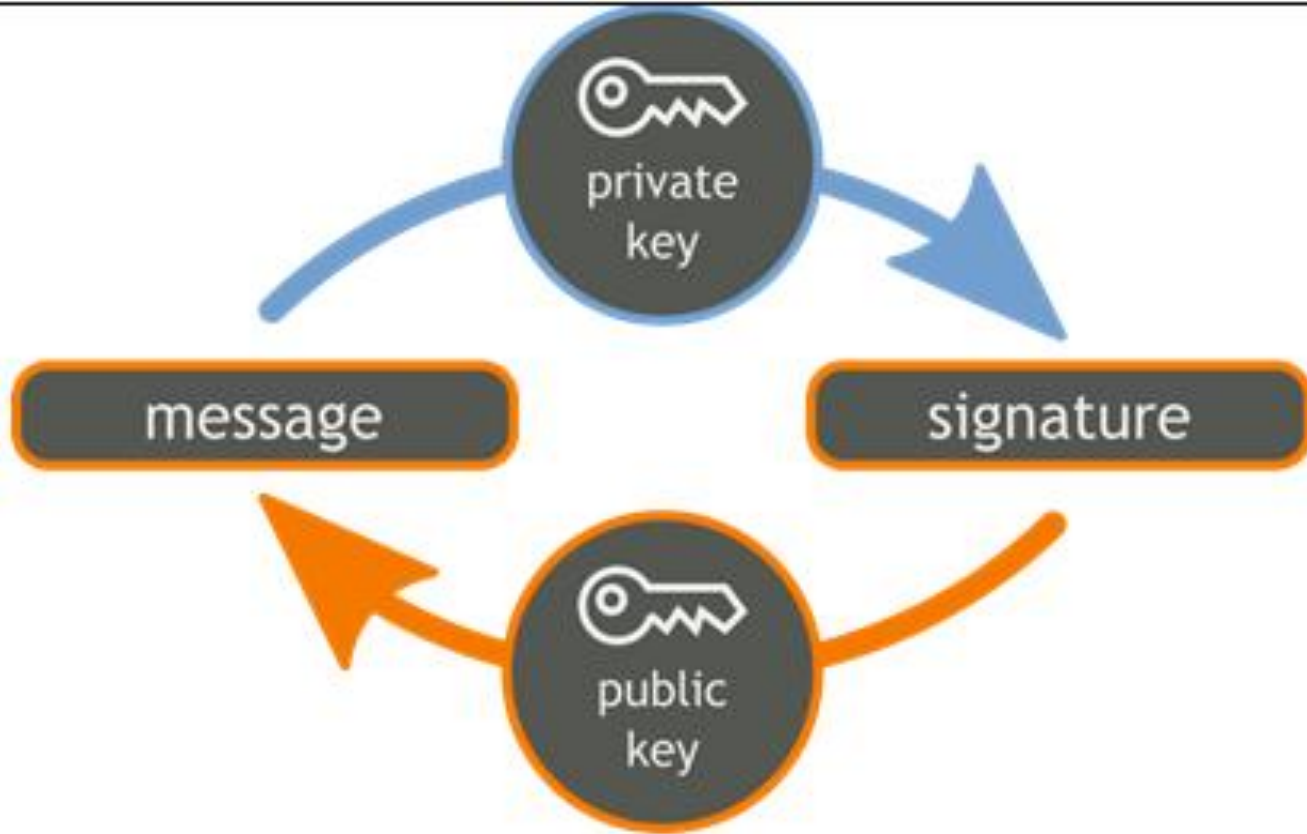 private
key
message
signature
public
key